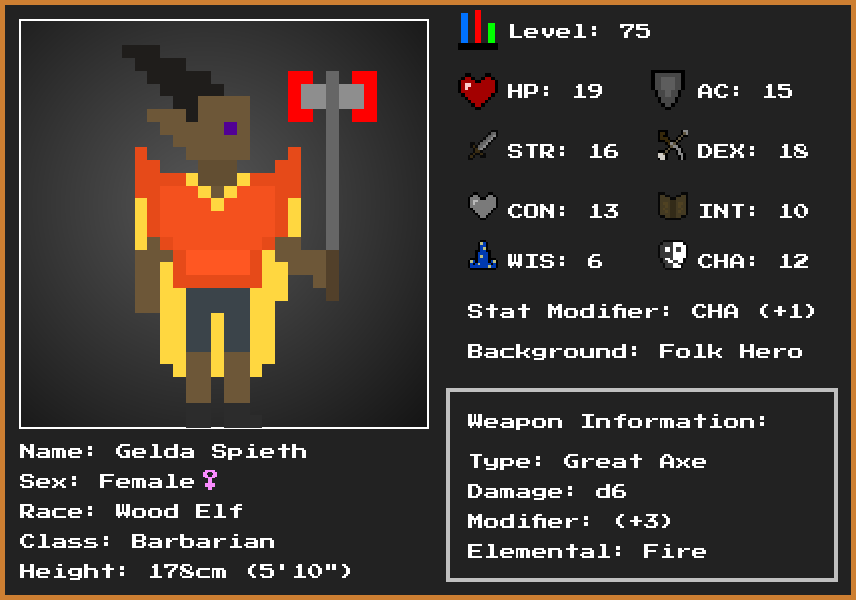 Level: 75
HP: 19 AC: 15
STR: 16 DEX: 18
CON: 13 INT: 10
WIS: 6 CHA: 12
Stat Modifier: CHA (+1)
Background: Folk Hero
Weapon Information:
Type: Great Axe
Damage: d6
Modifier: (+3)
Elemental: Fire
Name: Gelda Spieth
Sex: Female♀
Race: Wood Elf
Class: Barbarian
Height: 178cm (5'10")